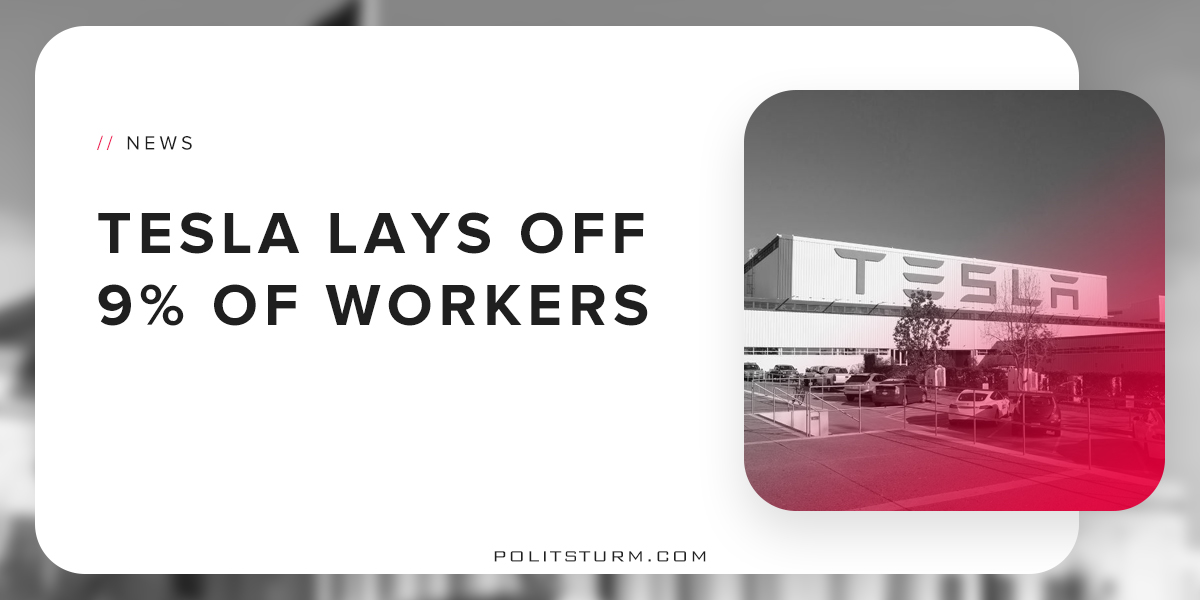 // NEWS
TESLA LAYS OFF
9% OF WORKERS
TESLA
POLITSTURM.COM